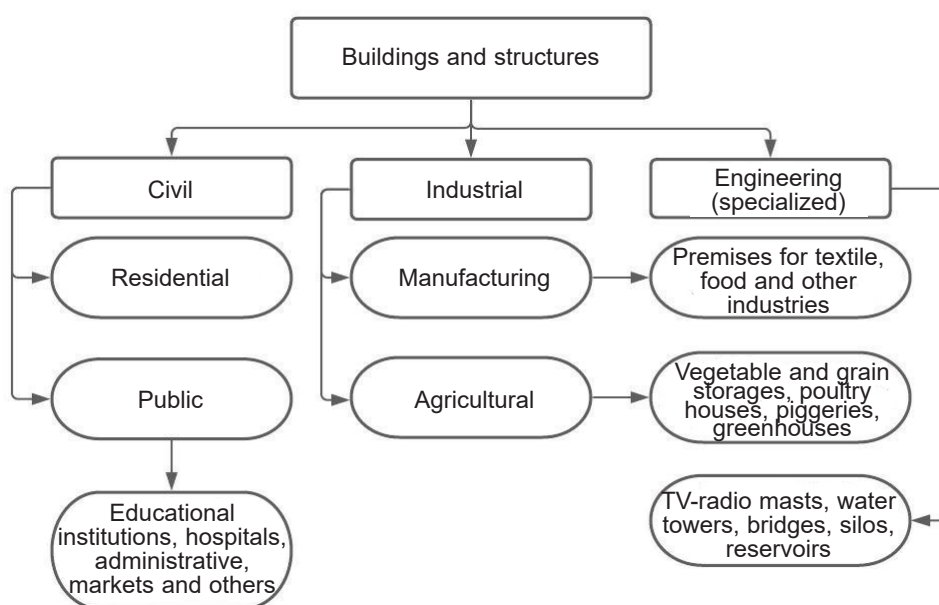 Buildings and structures
Civil
Industrial
Engineering
(specialized)
Residential
Manufacturing
Premises for textile,
food and other
industries
Public
Agricultural
Vegetable and grain
storages, poultry
houses, piggeries,
greenhouses
Educational
institutions, hospitals,
administrative,
markets and others
TV-radio masts, water
towers, bridges, silos,
reservoirs